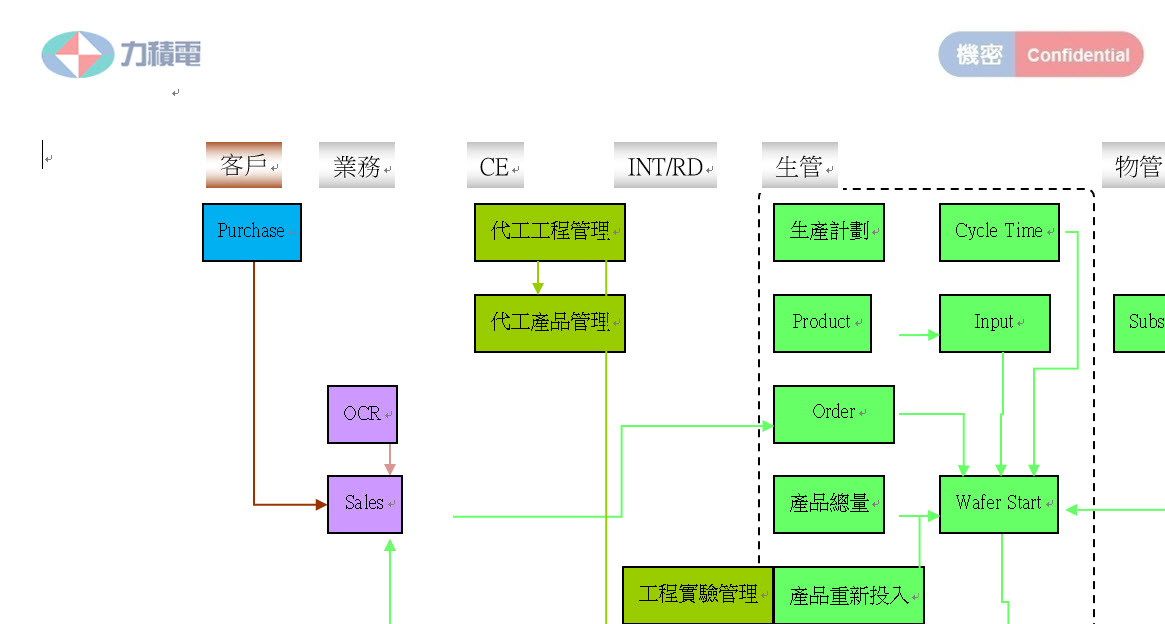 力積電
機密 Confidential
客戶 業務 CE INT/RD 生管 物管
Purchase 代工工程管理 生產計劃 Cycle Time
代工產品管理 Product Input Subs
OCR Order
Sales 產品總量 Wafer Start
工程實驗管理 產品重新投入